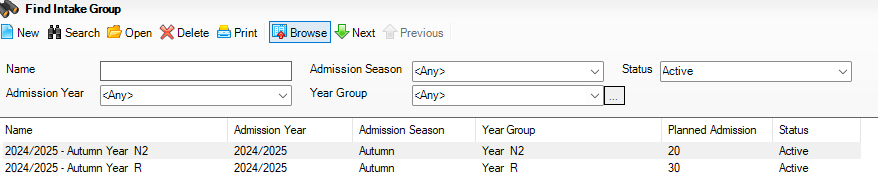 Find Intake Group
New Search Open Delete Print Browse Next Previous
Name Admission Season <Any> Status Active
Admission Year <Any> Year Group <Any> ...
Name Admission Year Admission Season Year Group Planned Admission Status
2024/2025 - Autumn Year N2 2024/2025 Autumn Year N2 20 Active
2024/2025 - Autumn Year R 2024/2025 Autumn Year R 30 Active